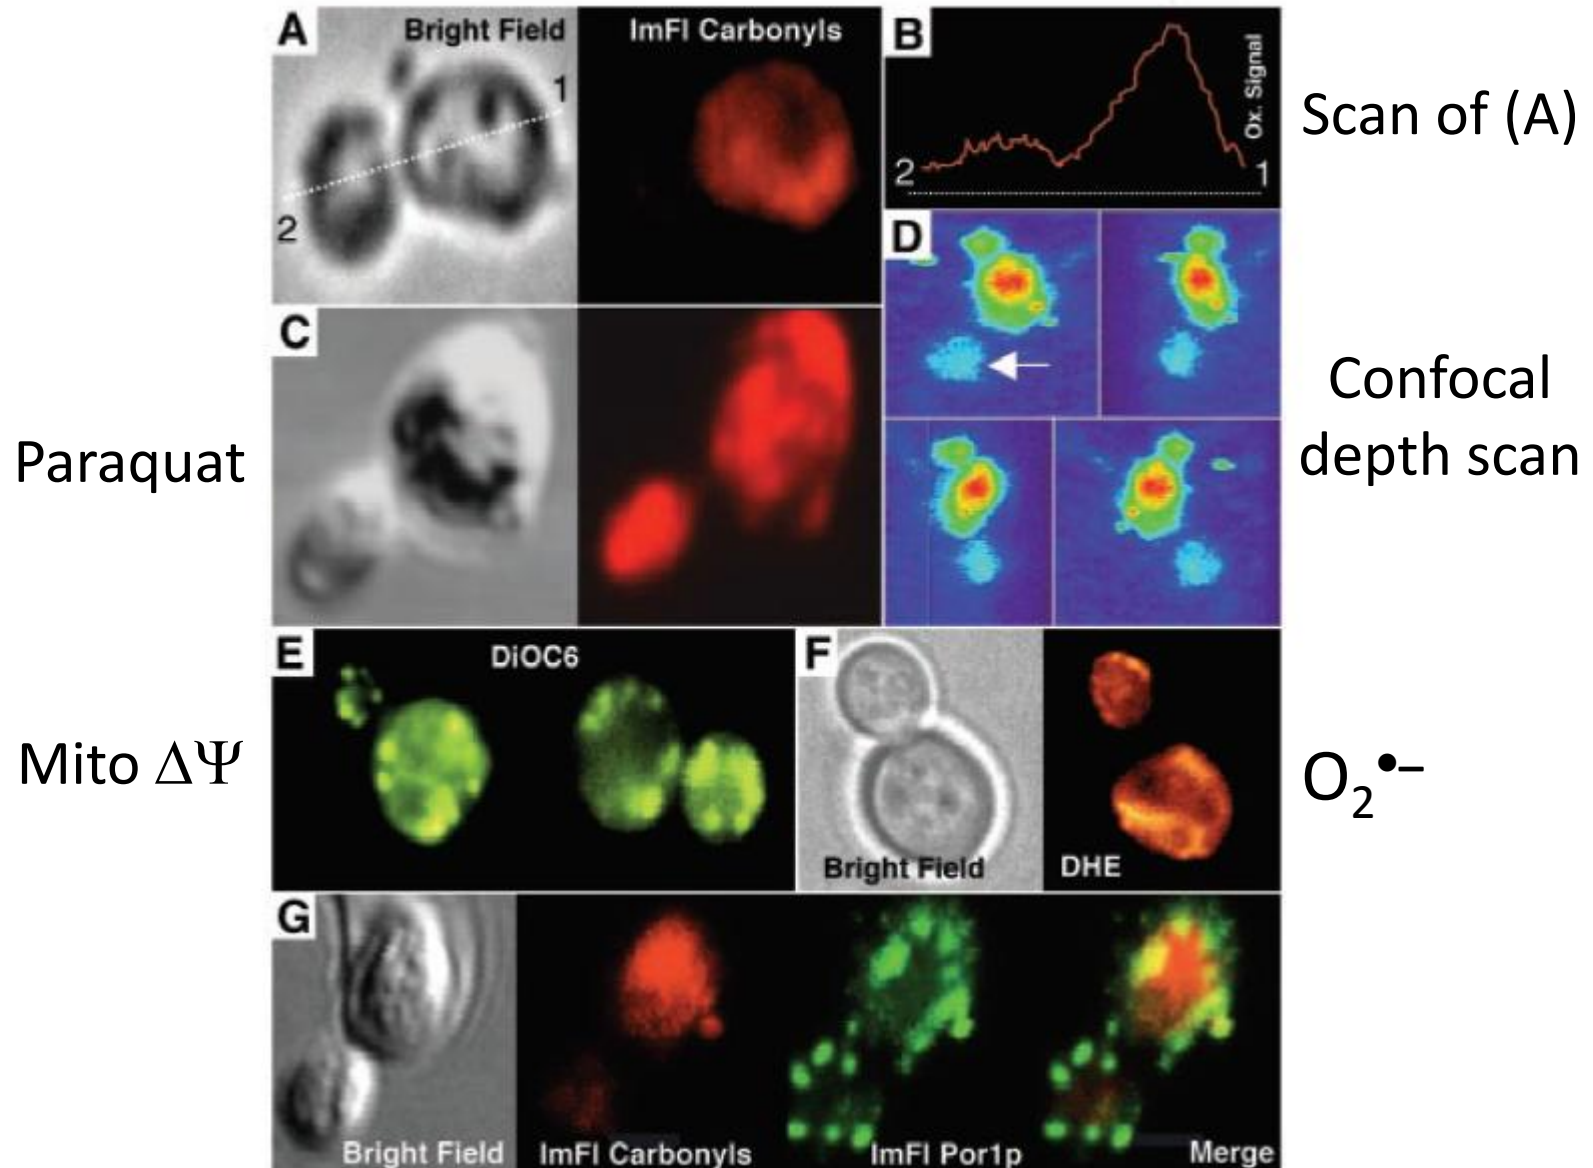 A
Bright Field
1
2
ImFl Carbonyls
B
Ox. Signal
2
1
Scan of (A)
C
Paraquat
D
Confocal
depth scan
E
DiOC6
Mito ΔΨ
F
Bright Field
DHE
O₂•–
G
Bright Field
ImFl Carbonyls
ImFl Por1p
Merge